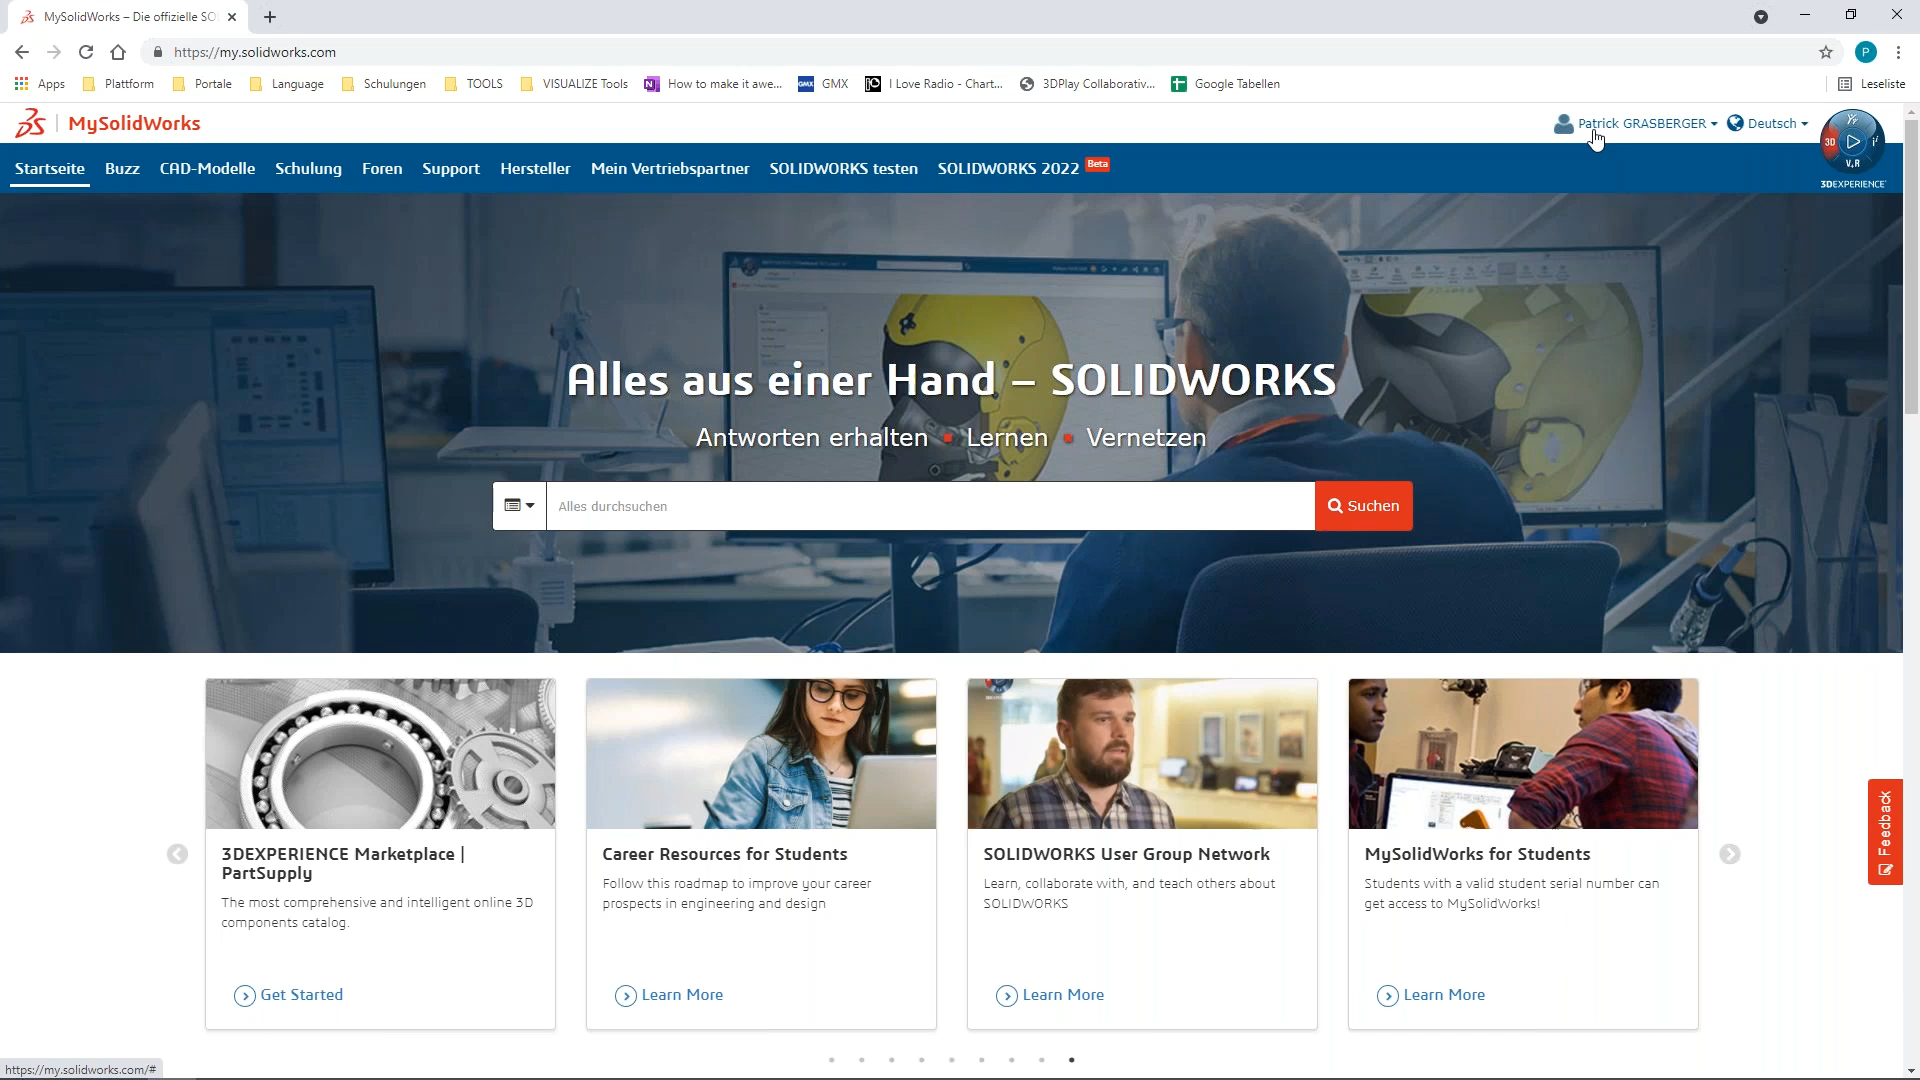 MySolidWorks – Die offizielle SO
https://my.solidworks.com
P
Apps Plattform Portale Language Schulungen TOOLS VISUALIZE Tools How to make it awe... GMX I Love Radio - Chart... 3DPlay Collaborativ... Google Tabellen Leseliste
MySolidWorks Patrick GRASBERGER Deutsch
3D V,R
3DEXPERIENCE
Startseite Buzz CAD-Modelle Schulung Foren Support Hersteller Mein Vertriebspartner SOLIDWORKS testen SOLIDWORKS 2022 Beta
Alles aus einer Hand – SOLIDWORKS
Antworten erhalten ▪ Lernen ▪ Vernetzen
Alles durchsuchen Suchen
3DEXPERIENCE Marketplace |
PartSupply
The most comprehensive and intelligent online 3D
components catalog.
Get Started
Career Resources for Students
Follow this roadmap to improve your career
prospects in engineering and design
Learn More
SOLIDWORKS User Group Network
Learn, collaborate with, and teach others about
SOLIDWORKS
Learn More
MySolidWorks for Students
Students with a valid student serial number can
get access to MySolidWorks!
Learn More
Feedback
https://my.solidworks.com/#